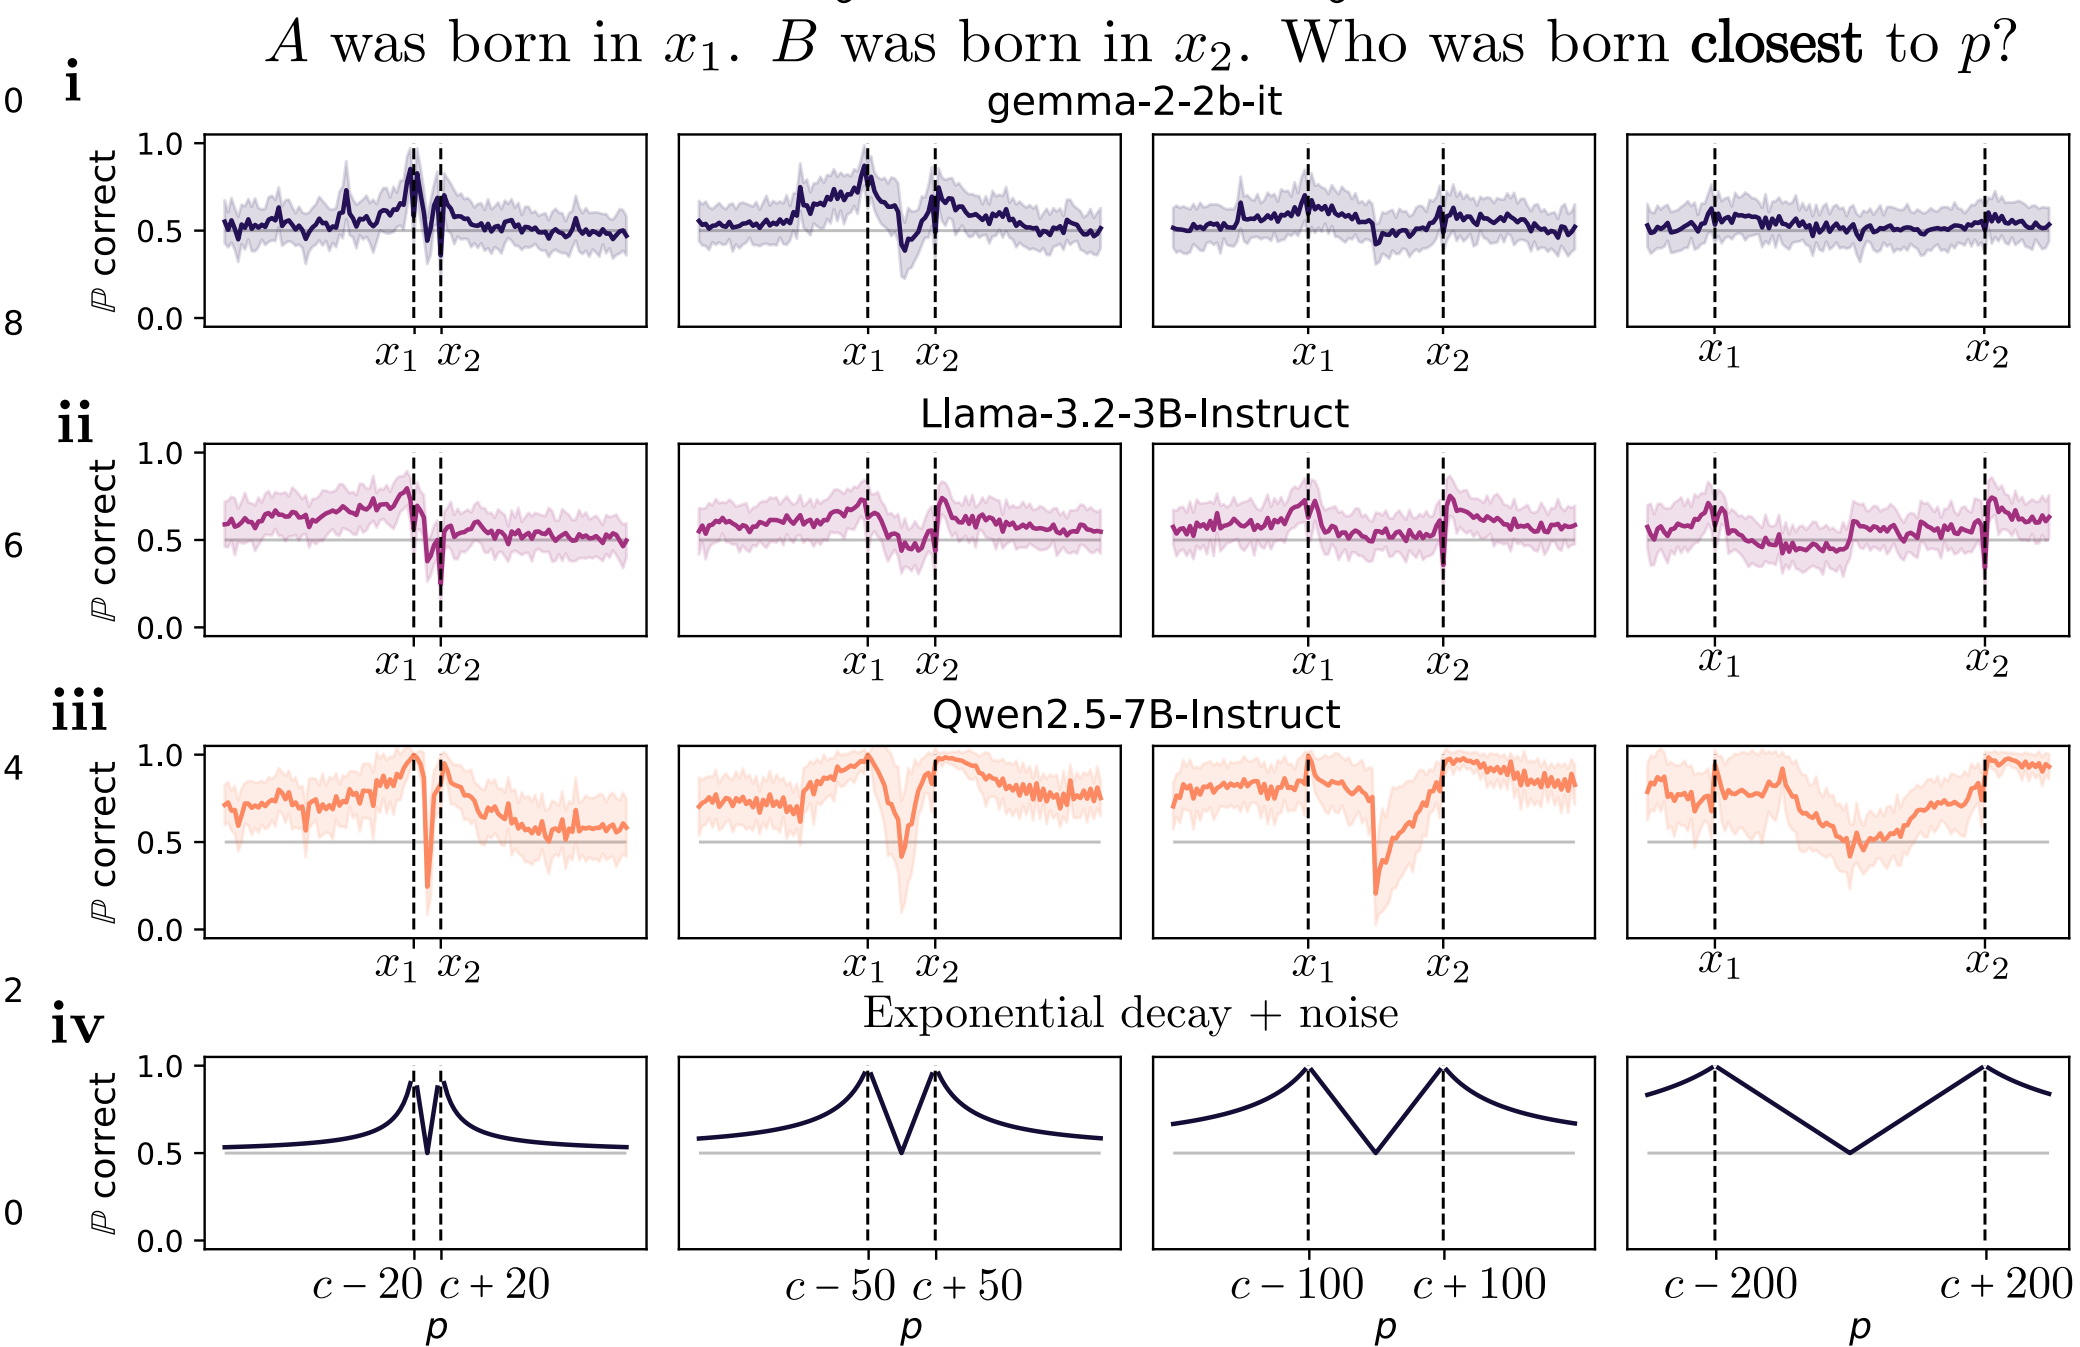 A was born in x₁. B was born in x₂. Who was born closest to p?
i
gemma-2-2b-it
0
8
6
4
2
0
ℙ correct
1.0
0.5
0.0
x₁ x₂
x₁ x₂
x₁ x₂
x₁ x₂
ii
Llama-3.2-3B-Instruct
ℙ correct
1.0
0.5
0.0
x₁ x₂
x₁ x₂
x₁ x₂
x₁ x₂
iii
Qwen2.5-7B-Instruct
ℙ correct
1.0
0.5
0.0
x₁ x₂
x₁ x₂
x₁ x₂
x₁ x₂
iv
Exponential decay + noise
ℙ correct
1.0
0.5
0.0
c − 20 c + 20
c − 50 c + 50
c − 100 c + 100
c − 200 c + 200
p
p
p
p